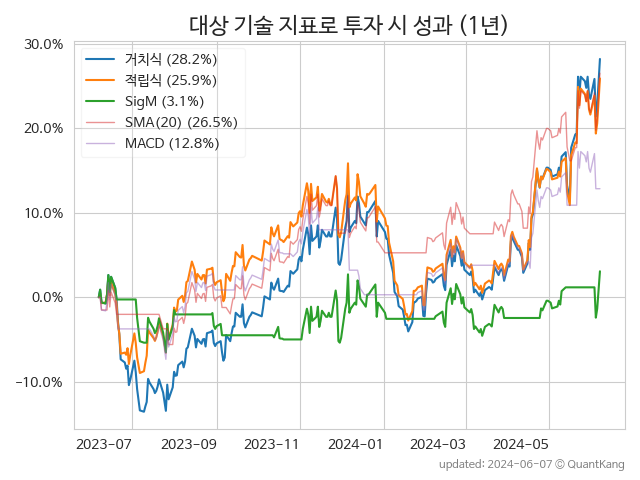 대상 기술 지표로 투자 시 성과 (1년)
30.0%
20.0%
10.0%
0.0%
−10.0%
거치식 (28.2%)
적립식 (25.9%)
SigM (3.1%)
SMA(20) (26.5%)
MACD (12.8%)
2023-07
2023-09
2023-11
2024-01
2024-03
2024-05
updated: 2024-06-07 © QuantKang